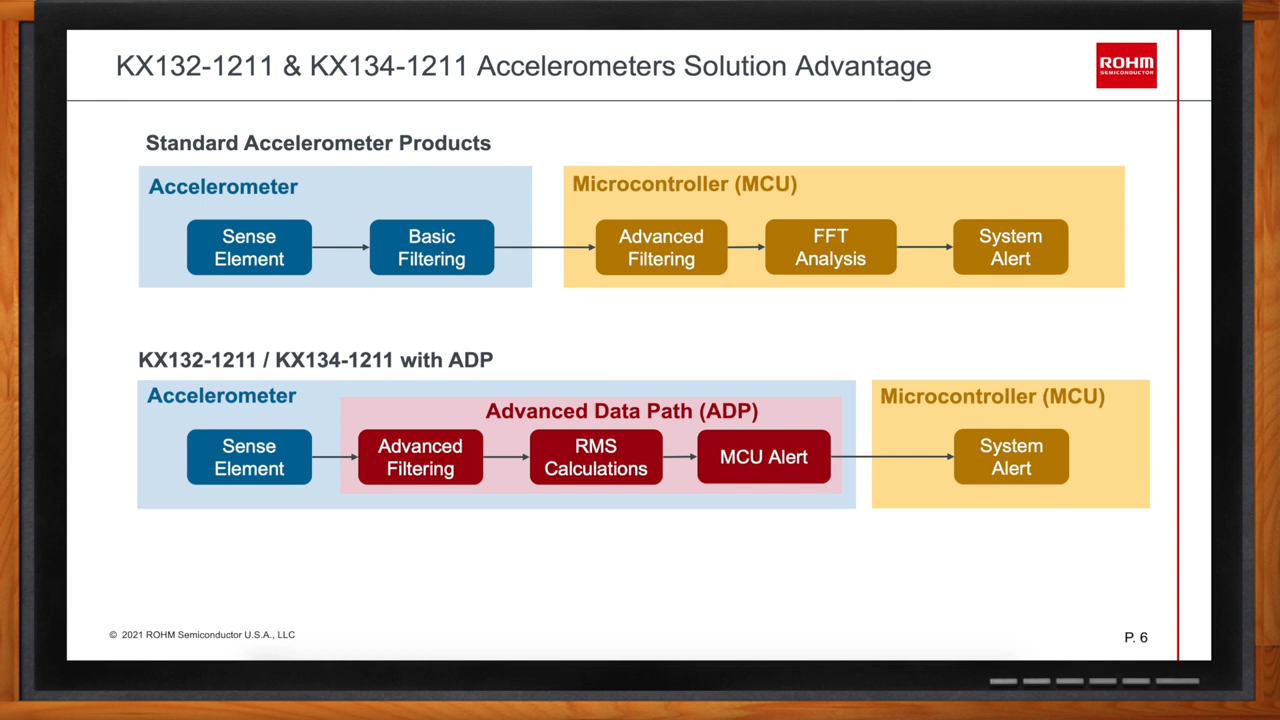 KX132-1211 & KX134-1211 Accelerometers Solution Advantage
ROHM
SEMICONDUCTOR
Standard Accelerometer Products
Accelerometer
Sense
Element
Basic
Filtering
Microcontroller (MCU)
Advanced
Filtering
FFT
Analysis
System
Alert
KX132-1211 / KX134-1211 with ADP
Accelerometer
Sense
Element
Advanced Data Path (ADP)
Advanced
Filtering
RMS
Calculations
MCU Alert
Microcontroller (MCU)
System
Alert
© 2021 ROHM Semiconductor U.S.A., LLC
P. 6